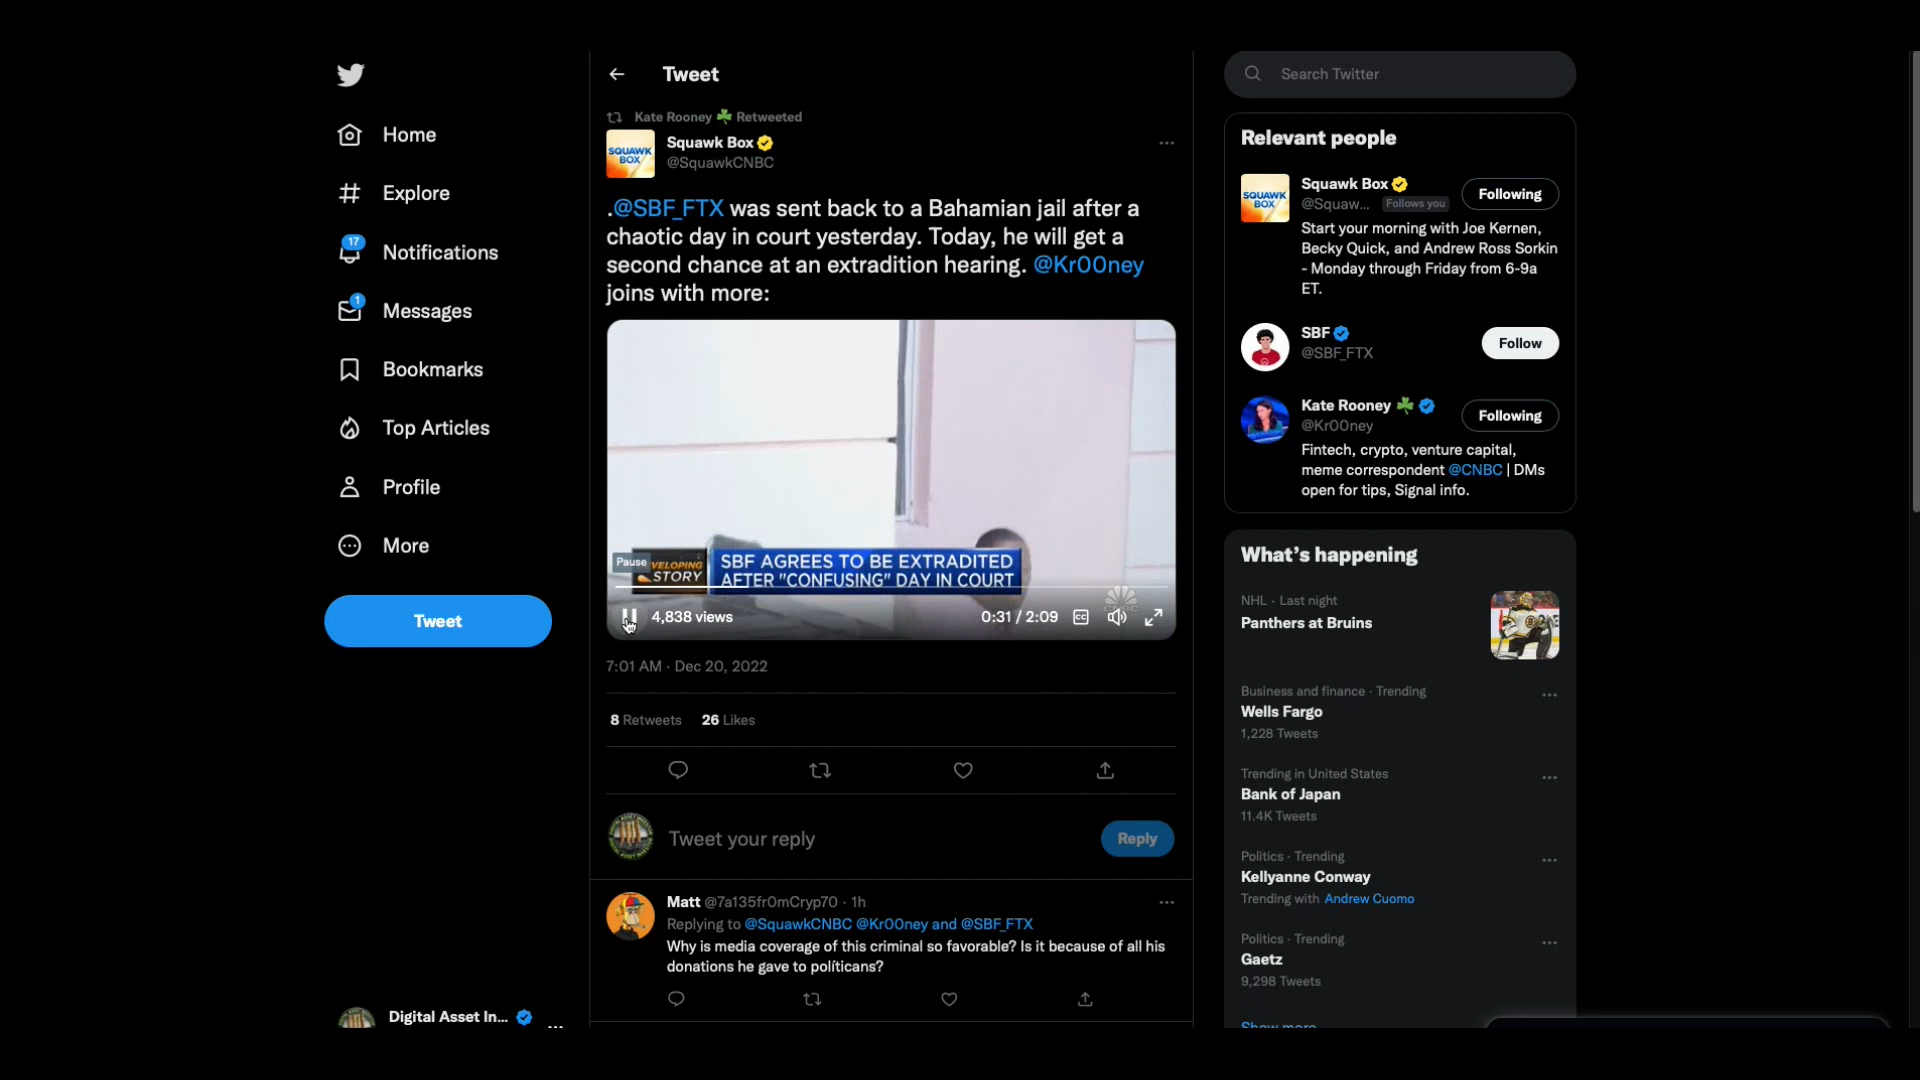 Home
Explore
17
Notifications
1
Messages
Bookmarks
Top Articles
Profile
More
Tweet
Digital Asset In...
Tweet
Kate Rooney ☘️ Retweeted
SQUAWK
BOX
Squawk Box
@SquawkCNBC
.@SBF_FTX was sent back to a Bahamian jail after a
chaotic day in court yesterday. Today, he will get a
second chance at an extradition hearing. @Kr00ney
joins with more:
Pause
VELOPING
STORY
SBF AGREES TO BE EXTRADITED
AFTER "CONFUSING" DAY IN COURT
4,838 views
0:31 / 2:09
CC
CNBC
7:01 AM · Dec 20, 2022
8 Retweets 26 Likes
Tweet your reply
Reply
Matt @7a135fr0mCryp70 · 1h
Replying to @SquawkCNBC @Kr00ney and @SBF_FTX
Why is media coverage of this criminal so favorable? Is it because of all his
donations he gave to políticans?
Search Twitter
Relevant people
SQUAWK
BOX
Squawk Box
@Squaw... Follows you
Following
Start your morning with Joe Kernen,
Becky Quick, and Andrew Ross Sorkin
- Monday through Friday from 6-9a
ET.
SBF
@SBF_FTX
Follow
Kate Rooney ☘️
@Kr00ney
Following
Fintech, crypto, venture capital,
meme correspondent @CNBC | DMs
open for tips, Signal info.
What's happening
NHL · Last night
Panthers at Bruins
Business and finance · Trending
Wells Fargo
1,228 Tweets
Trending in United States
Bank of Japan
11.4K Tweets
Politics · Trending
Kellyanne Conway
Trending with Andrew Cuomo
Politics · Trending
Gaetz
9,298 Tweets
Show more